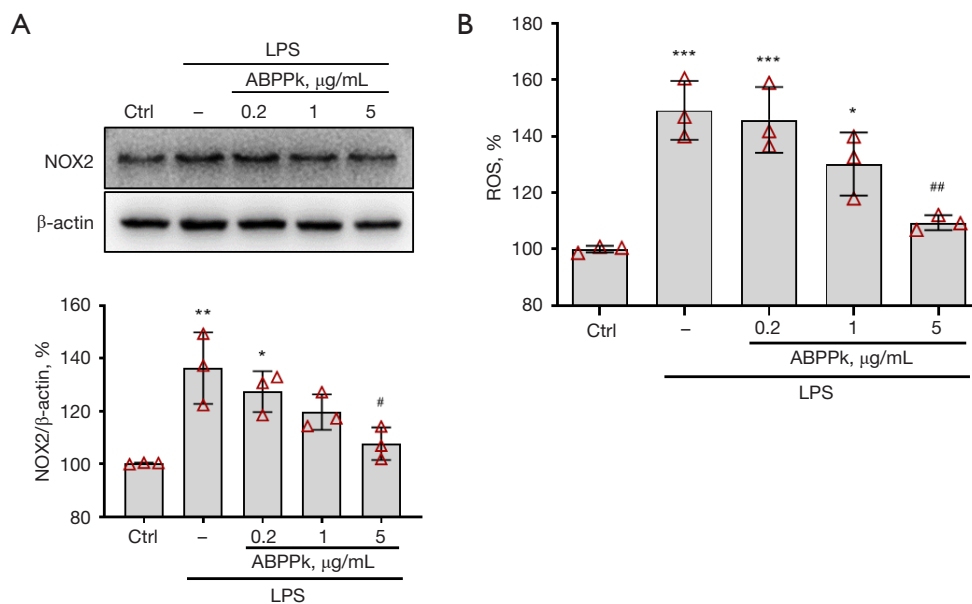 A
LPS
ABPPk, μg/mL
Ctrl – 0.2 1 5
NOX2
β-actin
160
140
120
100
80
NOX2/β-actin, %
** * #
Ctrl – 0.2 1 5
ABPPk, μg/mL
LPS
B
180
160
140
120
100
80
ROS, %
*** *** * ##
Ctrl – 0.2 1 5
ABPPk, μg/mL
LPS